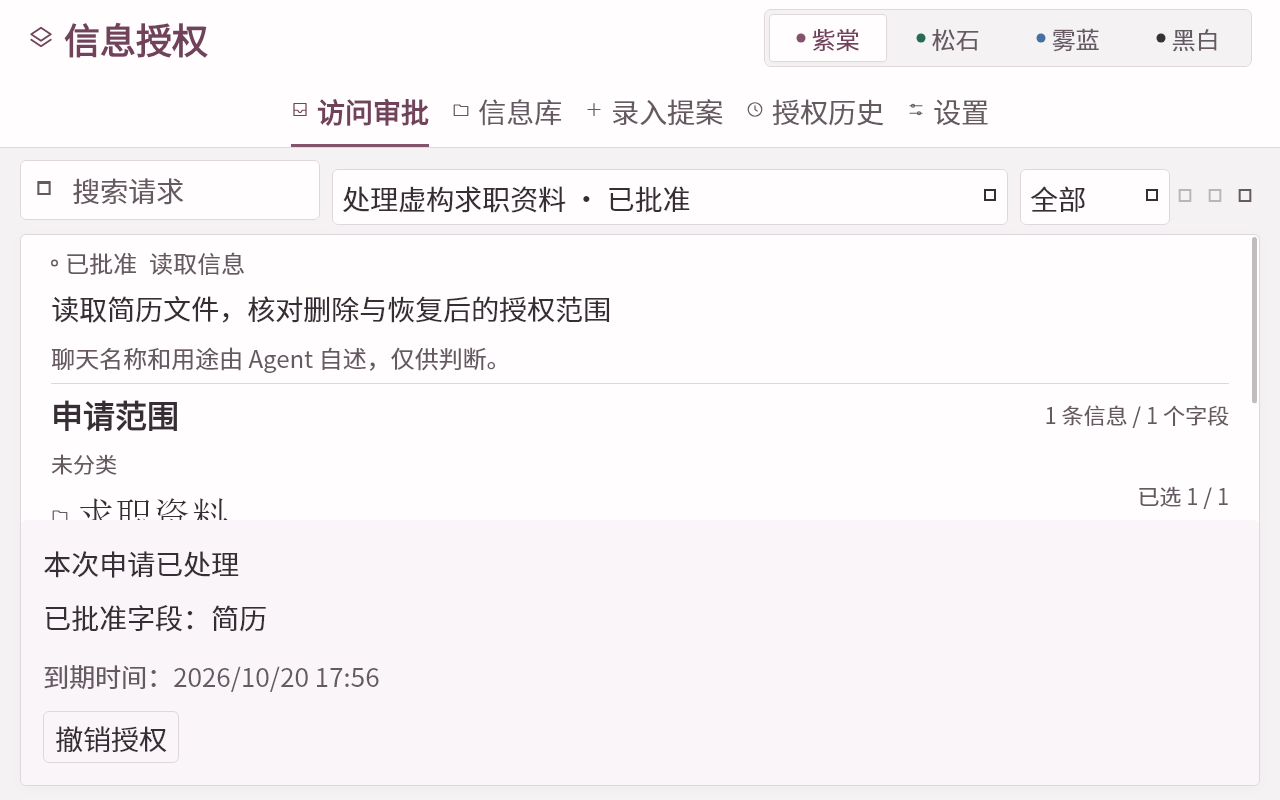 信息授权
紫棠 松石 雾蓝 黑白
访问审批 信息库 录入提案 授权历史 设置
搜索请求
处理虚构求职资料 · 已批准
全部
已批准 读取信息
读取简历文件，核对删除与恢复后的授权范围
聊天名称和用途由 Agent 自述，仅供判断。
申请范围
1 条信息 / 1 个字段
未分类
求职资料
已选 1 / 1
本次申请已处理
已批准字段：简历
到期时间：2026/10/20 17:56
撤销授权